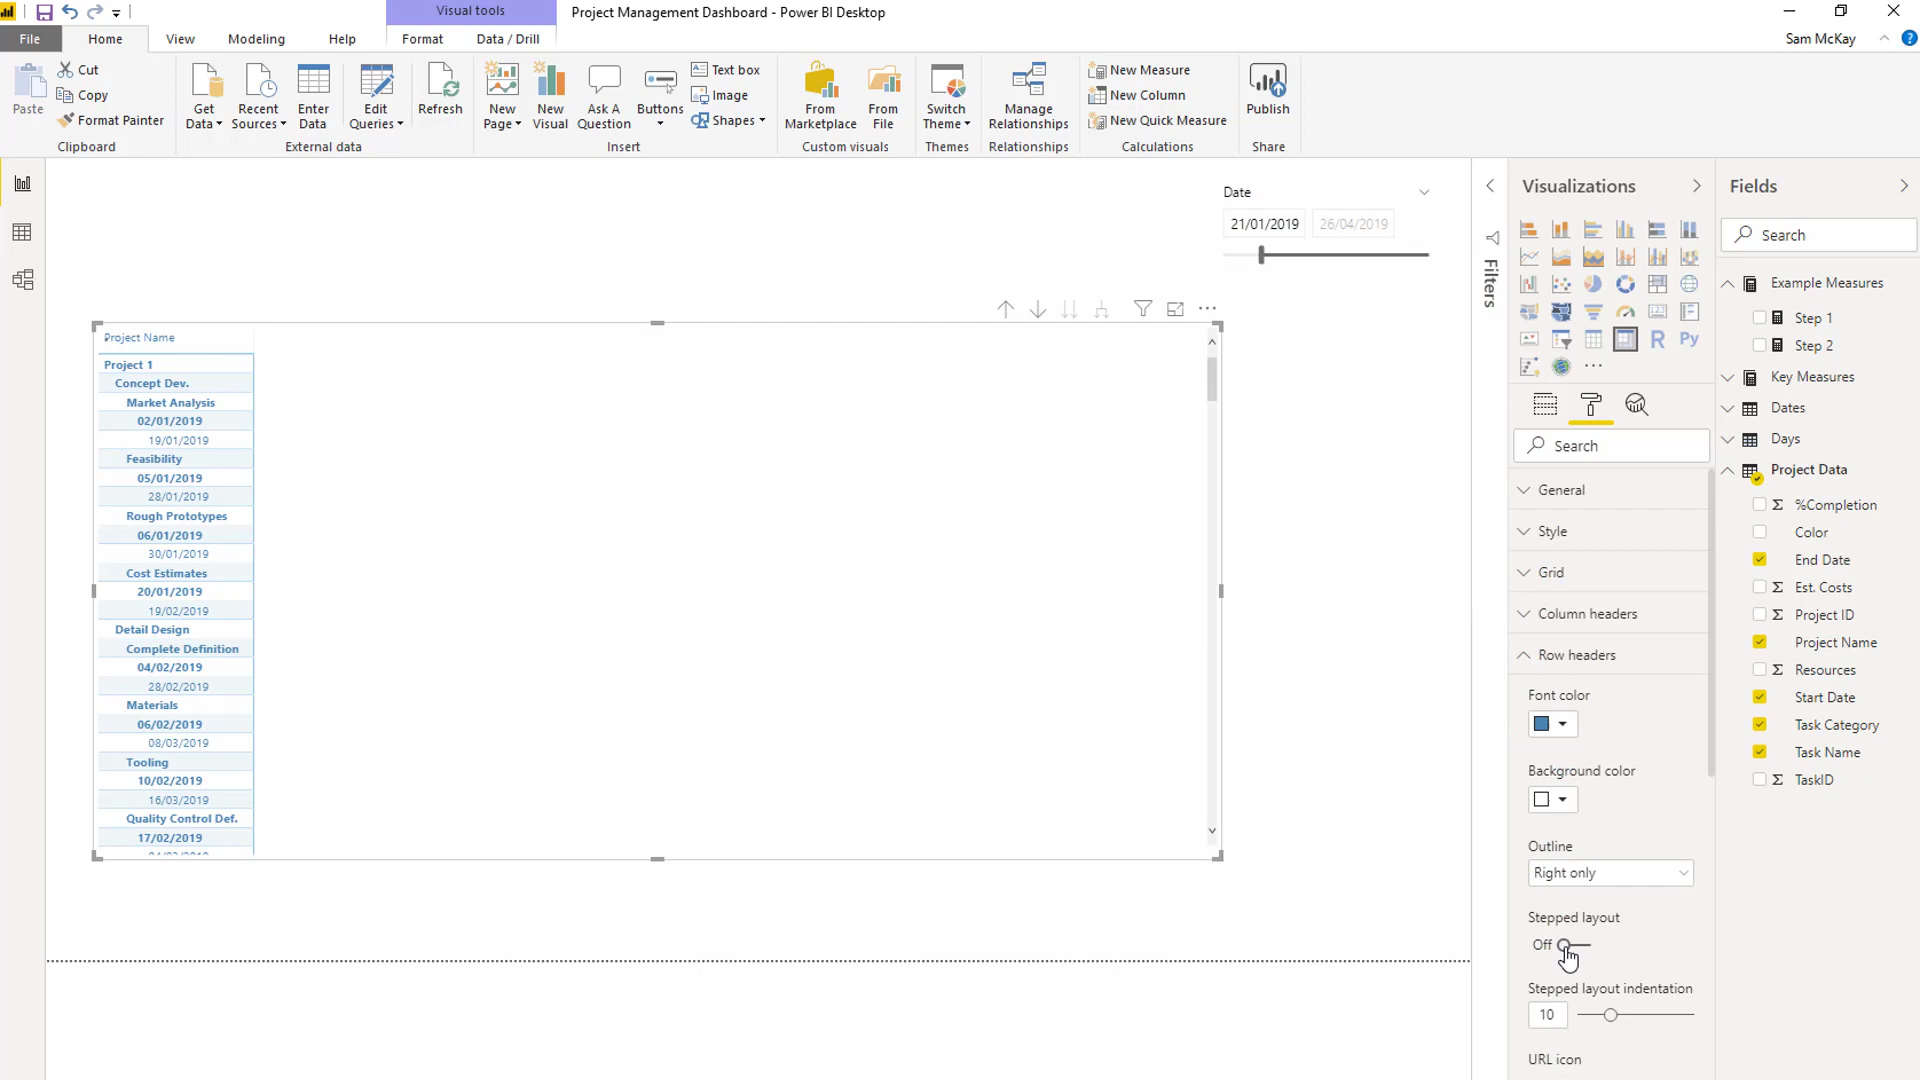 Visual tools
Project Management Dashboard - Power BI Desktop
File
Home
View
Modeling
Help
Format
Data / Drill
Sam McKay
?
Paste
Cut
Copy
Format Painter
Clipboard
Get Data
Recent Sources
Enter Data
Edit Queries
Refresh
External data
New Page
New Visual
Ask A Question
Buttons
Text box
Image
Shapes
Insert
From Marketplace
From File
Custom visuals
Switch Theme
Themes
Manage Relationships
Relationships
New Measure
New Column
New Quick Measure
Calculations
Publish
Share
Date
21/01/2019
26/04/2019
Project Name
Project 1
Concept Dev.
Market Analysis
02/01/2019
19/01/2019
Feasibility
05/01/2019
28/01/2019
Rough Prototypes
06/01/2019
30/01/2019
Cost Estimates
20/01/2019
19/02/2019
Detail Design
Complete Definition
04/02/2019
28/02/2019
Materials
06/02/2019
08/03/2019
Tooling
10/02/2019
16/03/2019
Quality Control Def.
17/02/2019
Filters
Visualizations
R
Py
Search
General
Style
Grid
Column headers
Row headers
Font color
Background color
Outline
Right only
Stepped layout
Off
Stepped layout indentation
10
URL icon
Fields
Search
Example Measures
Step 1
Step 2
Key Measures
Dates
Days
Project Data
%Completion
Color
End Date
Est. Costs
Project ID
Project Name
Resources
Start Date
Task Category
Task Name
TaskID